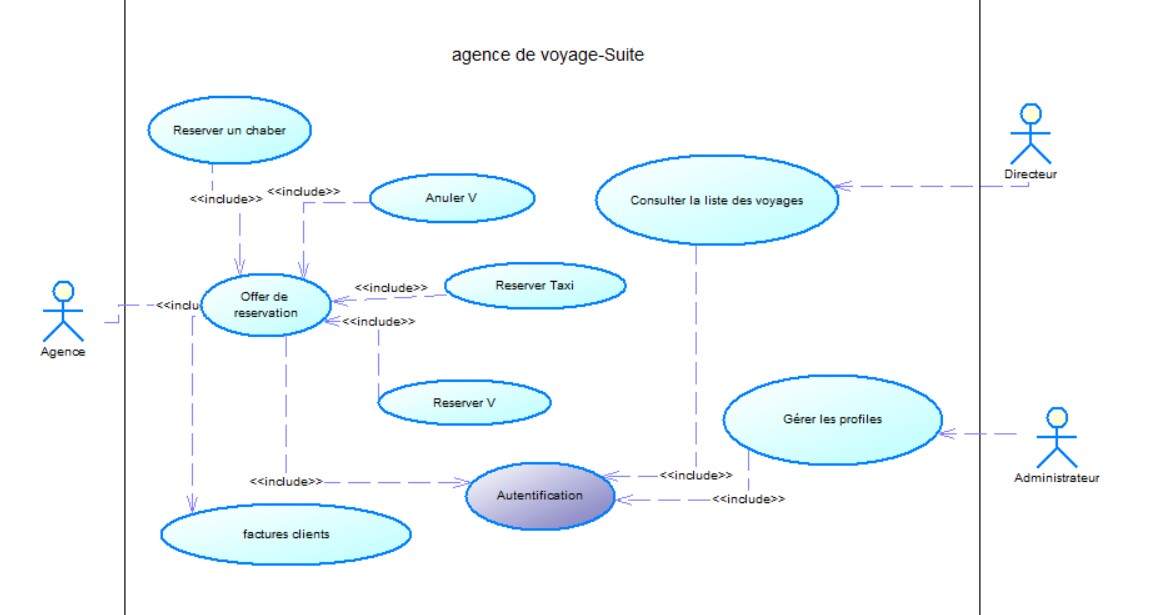 agence de voyage-Suite
Reserver un chaber
<<include>>
<<include>>
Anuler V
Consulter la liste des voyages
Directeur
<<include>>
Reserver Taxi
<<inclu
Offer de
reservation
<<include>>
Agence
Reserver V
Gérer les profiles
<<include>>
<<include>>
Administrateur
Autentification
<<include>>
factures clients